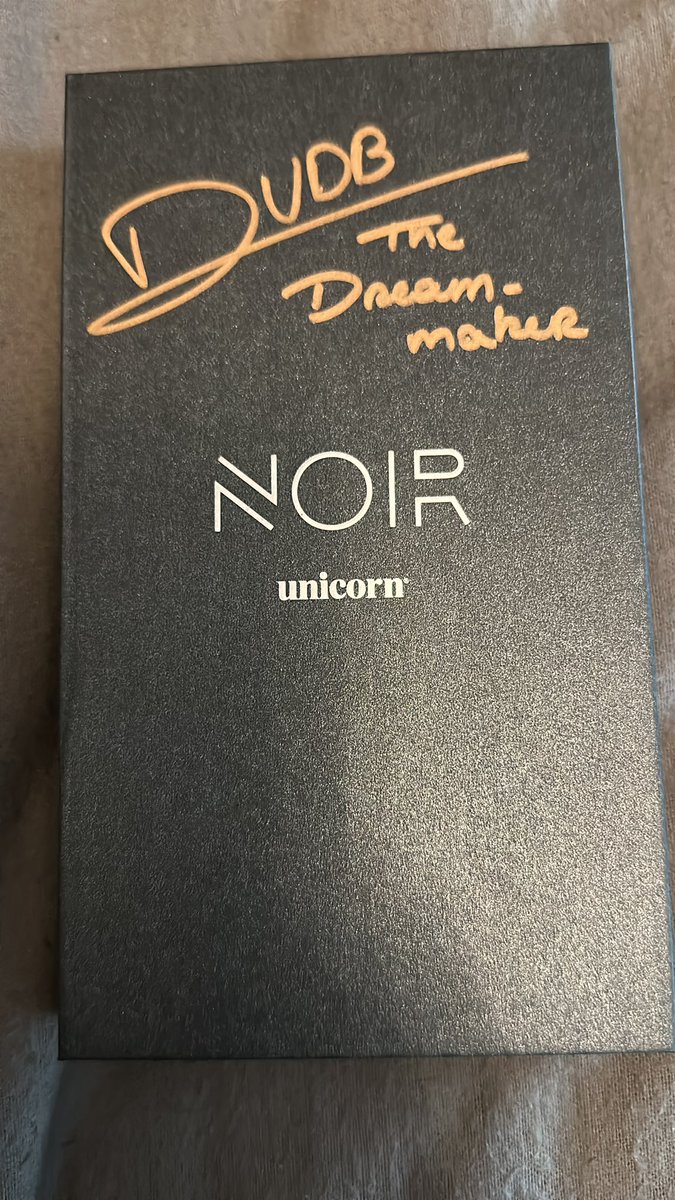 DVDB
The
Dream-
maker
NOIR
unicorn®